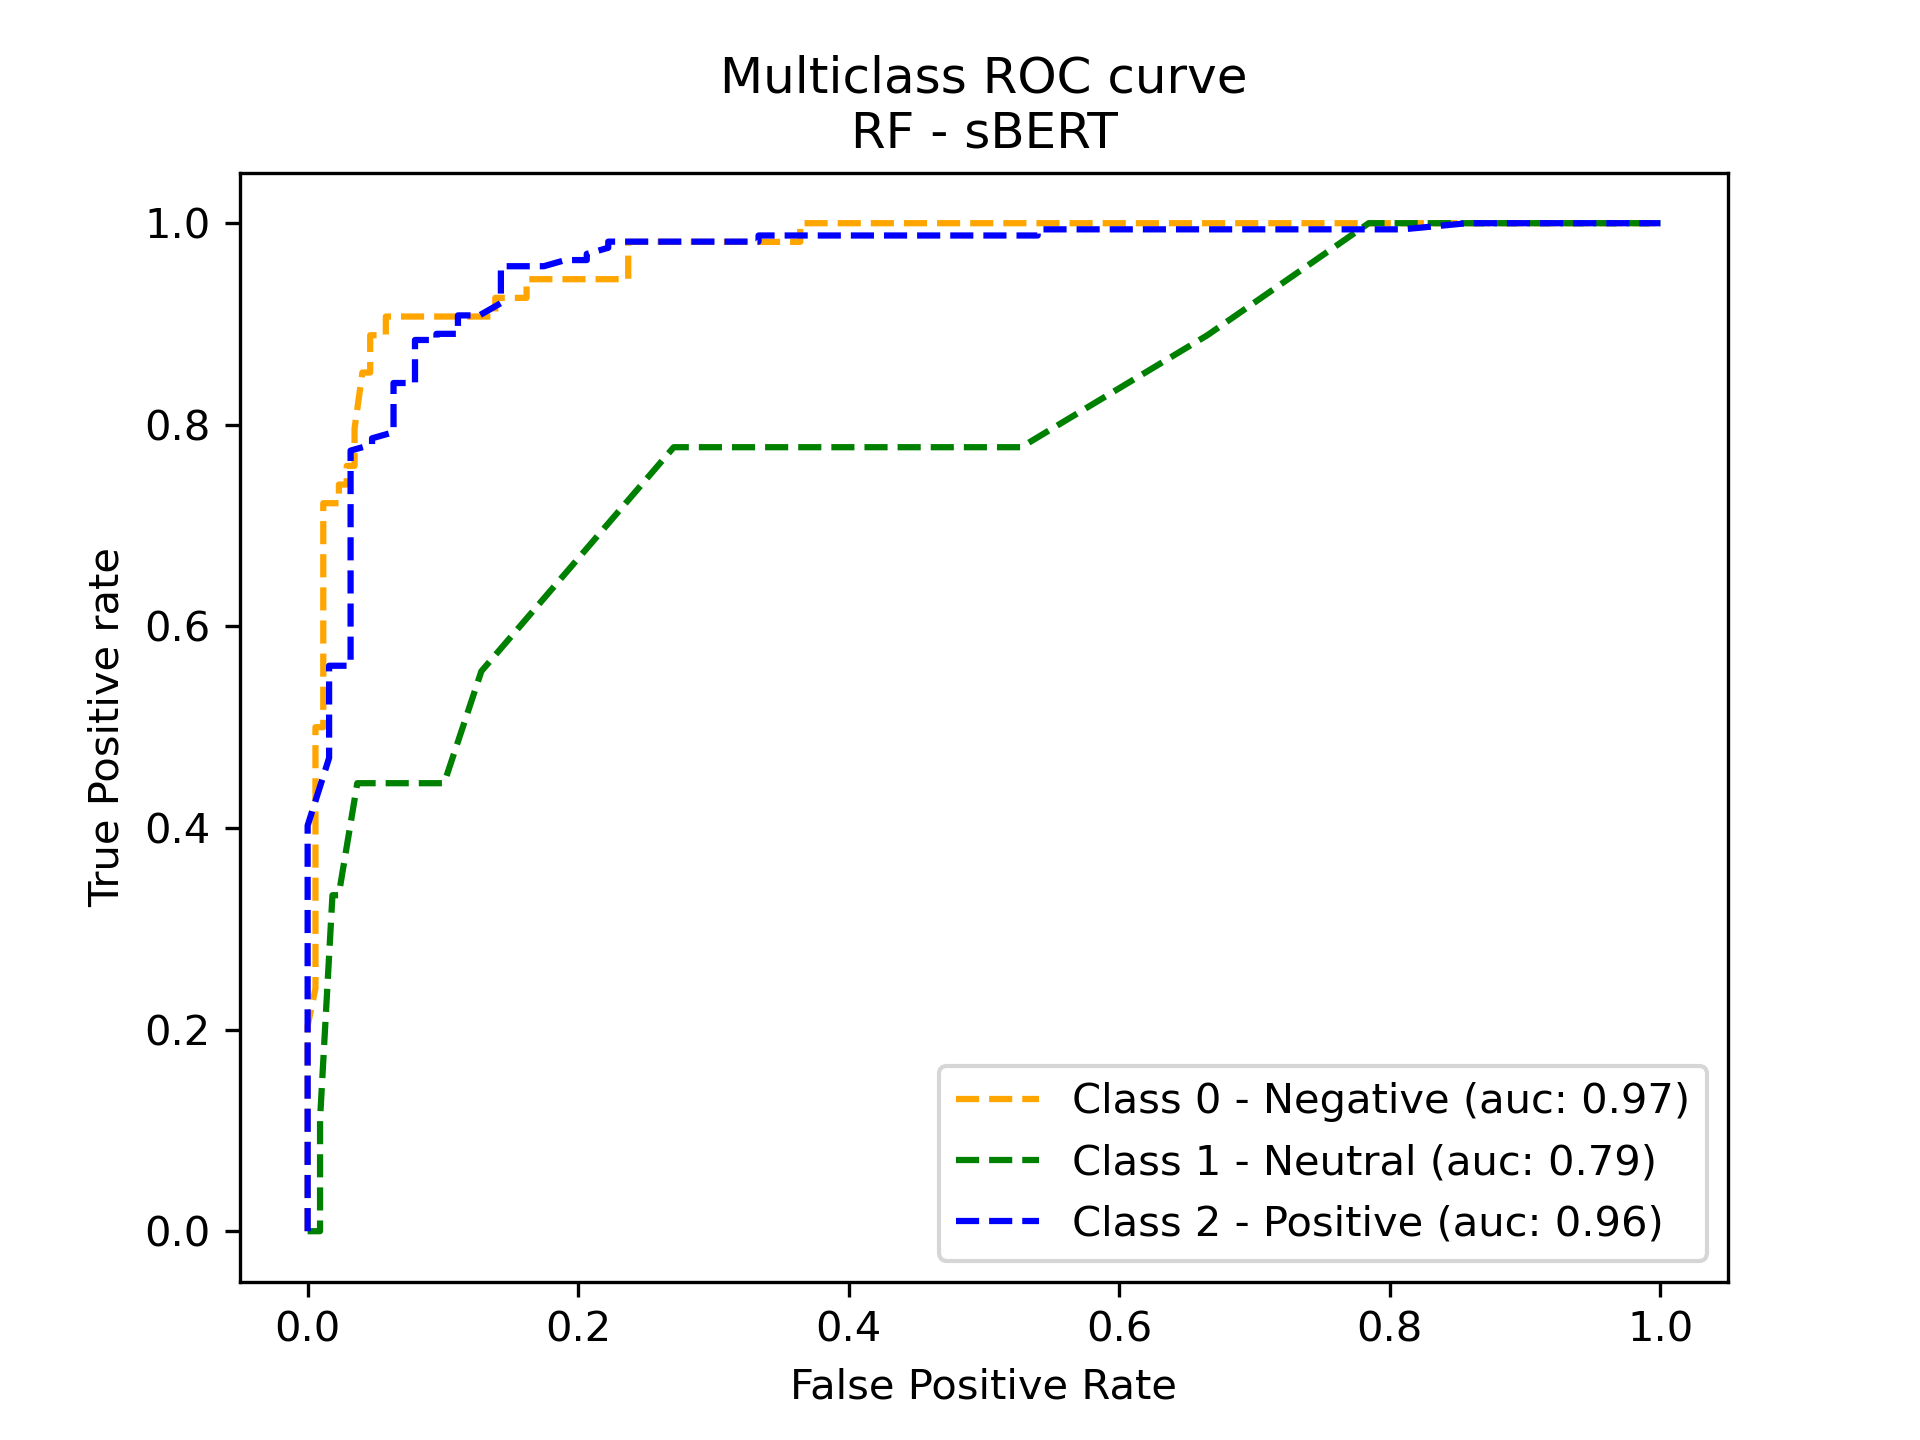 Multiclass ROC curve
RF - sBERT
True Positive rate
1.0
0.8
0.6
0.4
0.2
0.0
Class 0 - Negative (auc: 0.97)
Class 1 - Neutral (auc: 0.79)
Class 2 - Positive (auc: 0.96)
0.0 0.2 0.4 0.6 0.8 1.0
False Positive Rate